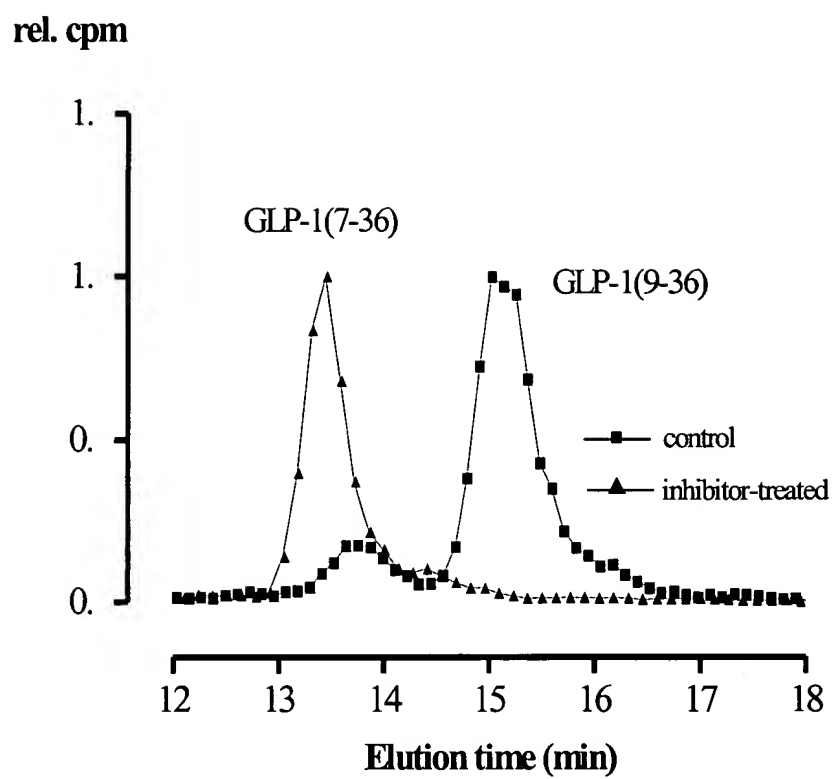 rel. cpm
1.
GLP-1(7-36)
1.
GLP-1(9-36)
0.
control
inhibitor-treated
0.
12 13 14 15 16 17 18
Elution time (min)